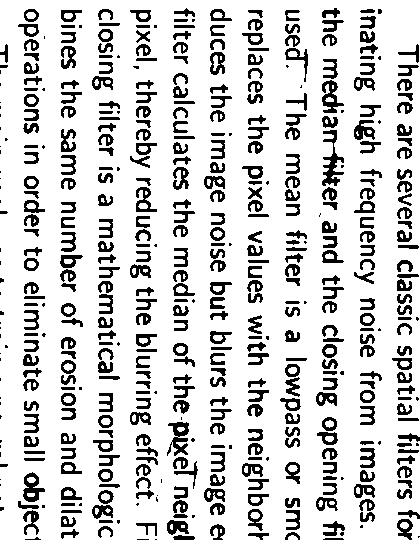 There are several classic spatial filters for
inating high frequency noise from images.
the median filter and the closing opening fi
used. The mean filter is a lowpass or smo
replaces the pixel values with the neighborh
duces the image noise but blurs the image e
filter calculates the median of the pixel neigh
pixel, thereby reducing the blurring effect. Fi
closing filter is a mathematical morphologic
bines the same number of erosion and dilat
operations in order to eliminate small objec